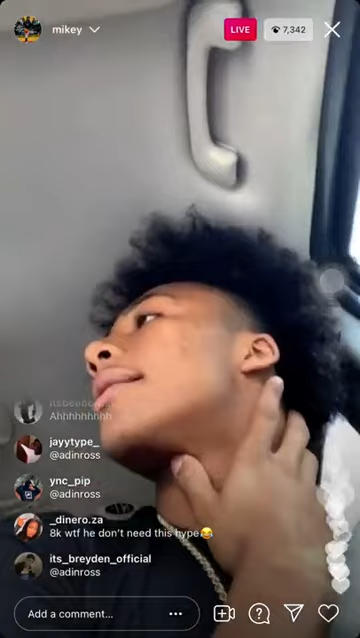 mikey
LIVE
7,342
Ahhhhhhhhh
jayytype_
@adinross
ync_pip
@adinross
_dinero.za
8k wtf he don't need this hype😂
its_breyden_official
@adinross
Add a comment...